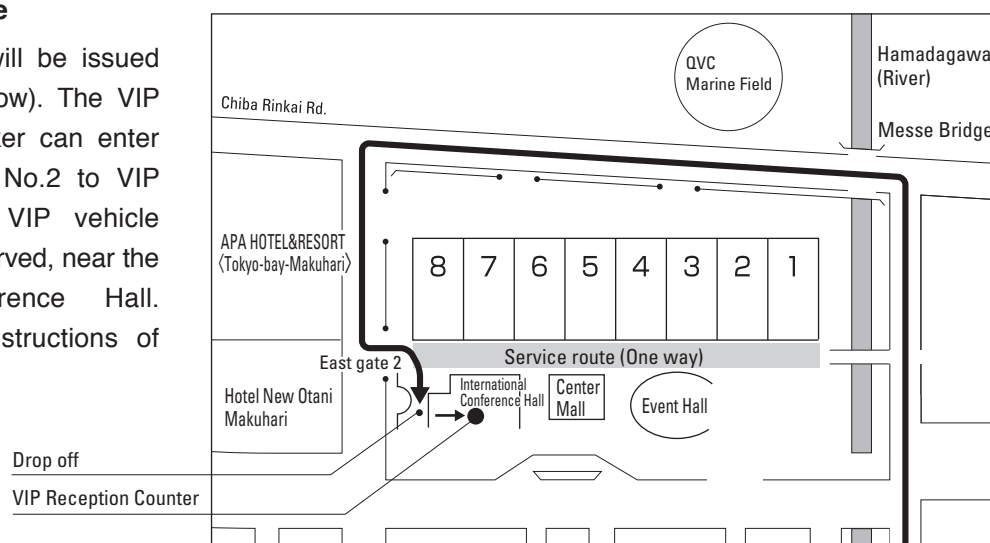 e
will be issued
ow). The VIP
ker can enter
No.2 to VIP
VIP vehicle
rved, near the
rence Hall.
structions of
QVC
Marine Field
Hamadagawa
(River)
Chiba Rinkai Rd.
Messe Bridge
APA HOTEL&RESORT
〈Tokyo-bay-Makuhari〉
8 7 6 5 4 3 2 1
Service route (One way)
East gate 2
Hotel New Otani
Makuhari
International
Conference Hall
Center
Mall
Event Hall
Drop off
VIP Reception Counter